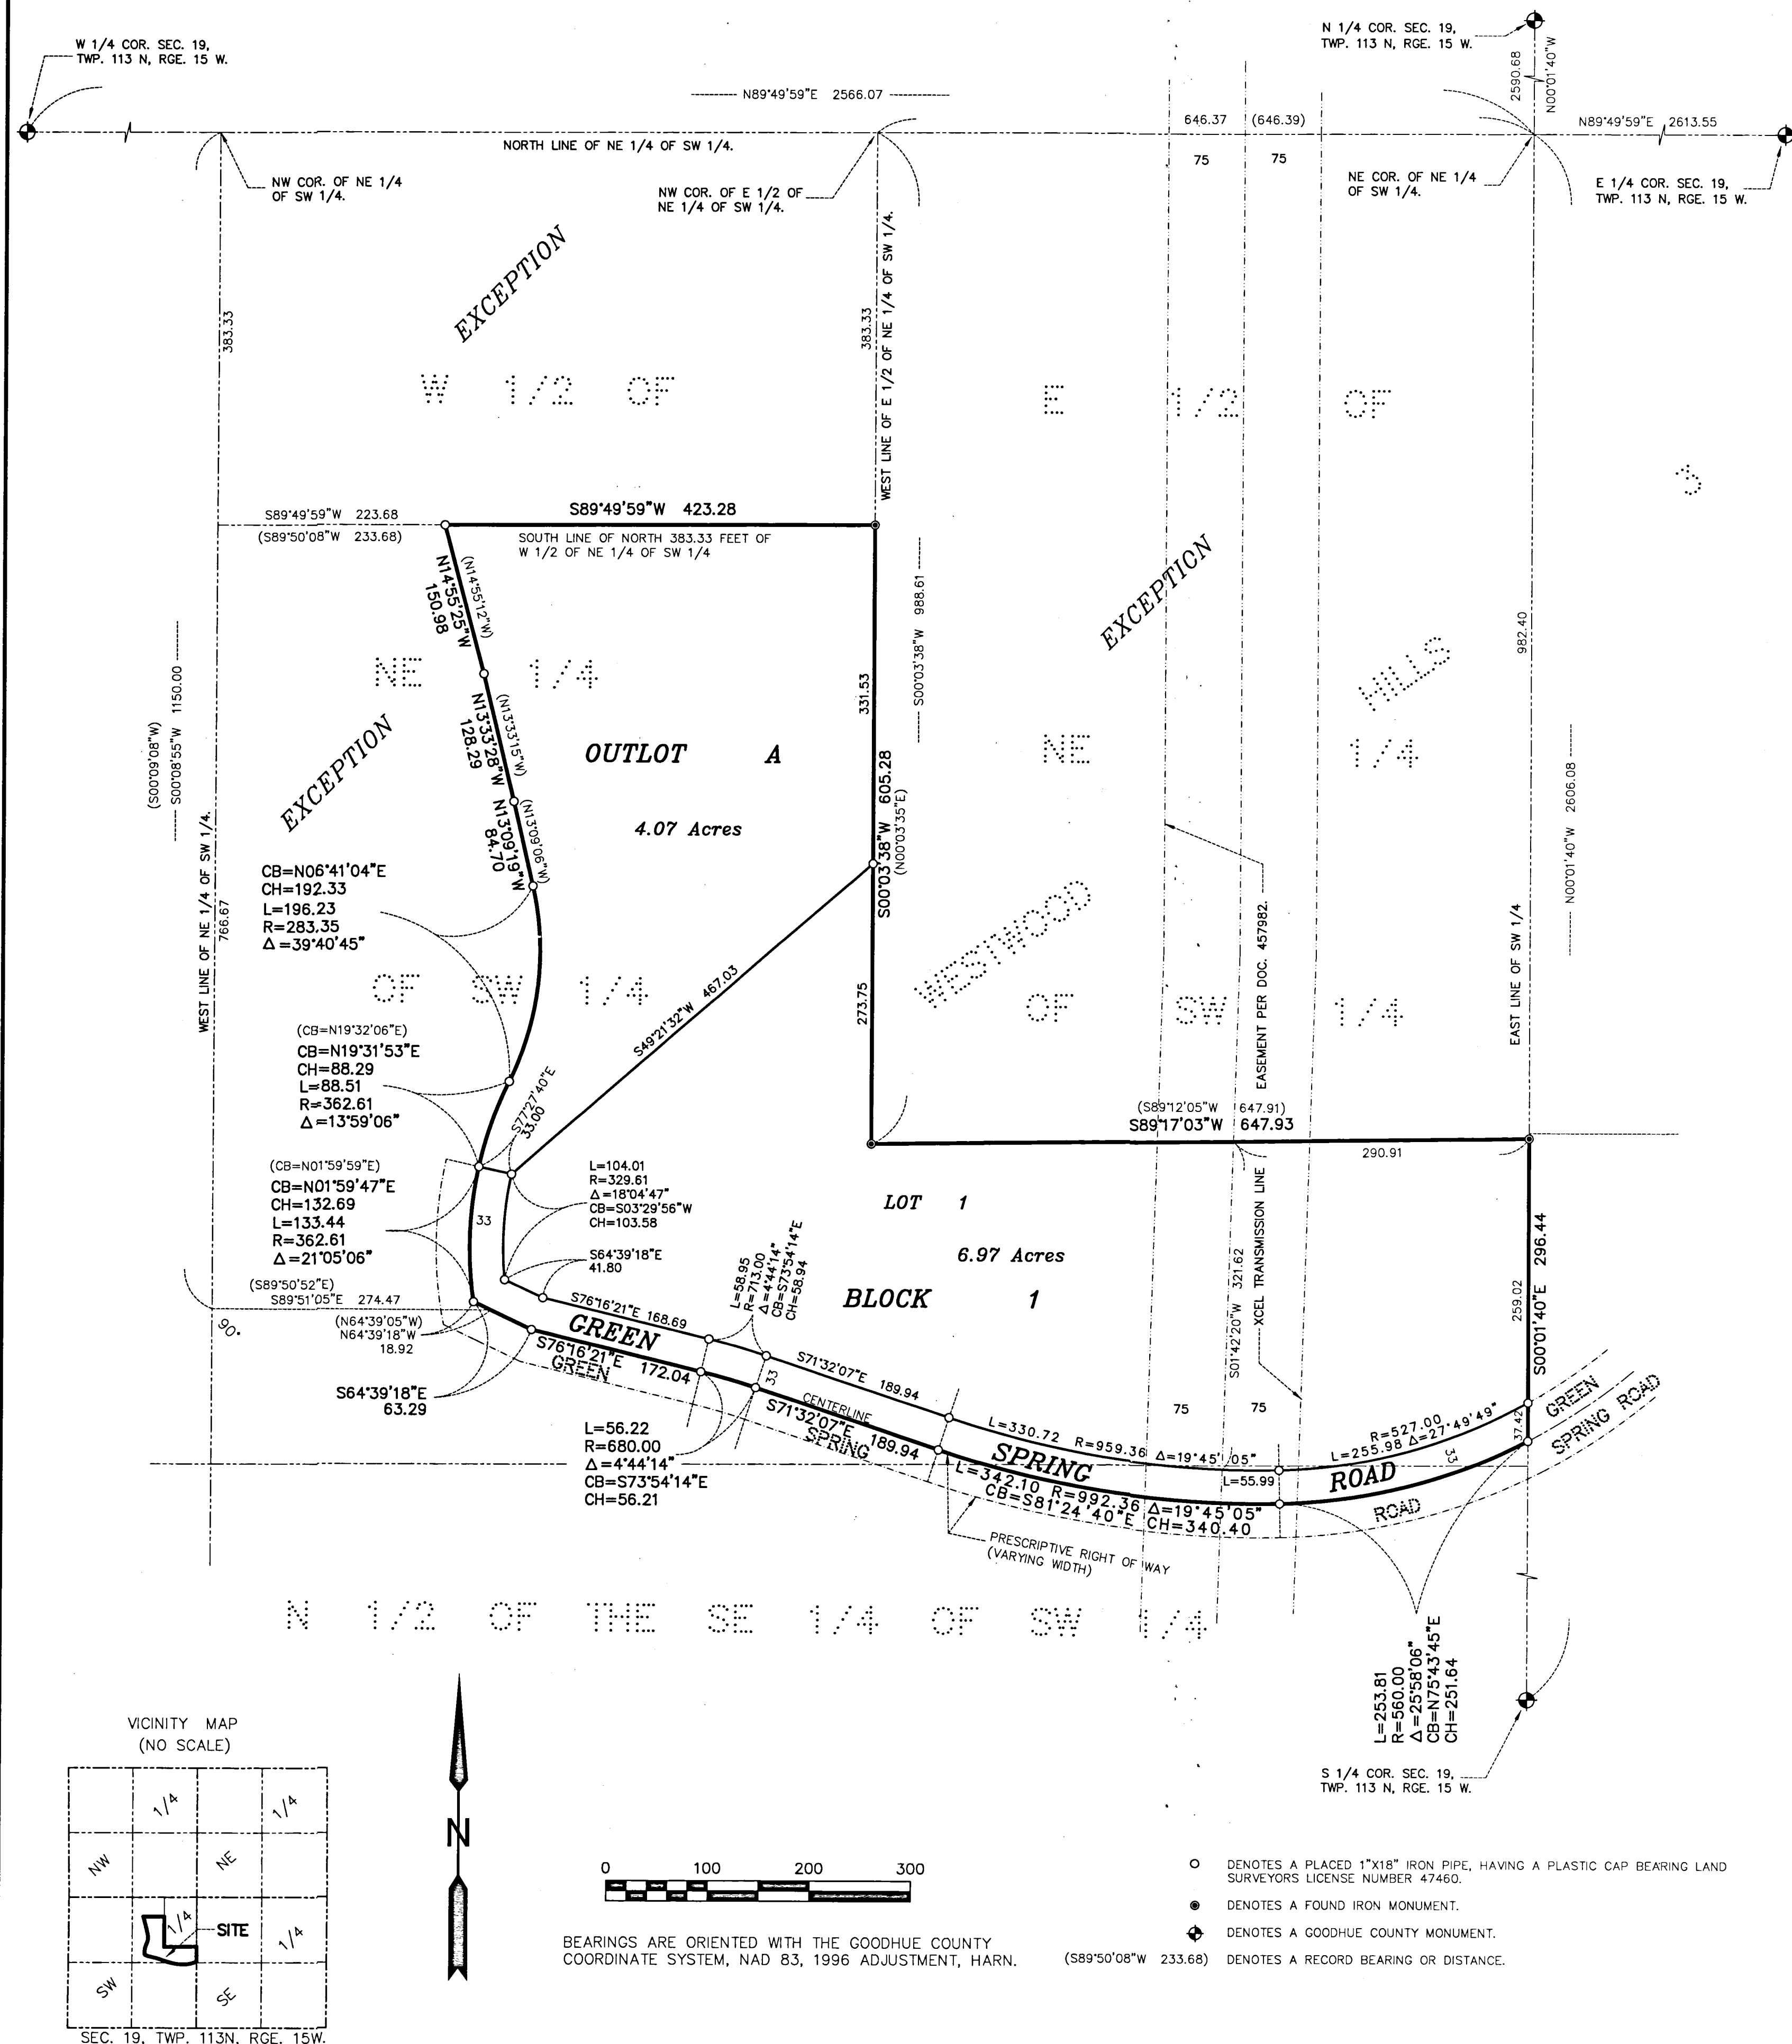 W 1/4 COR. SEC. 19,
TWP. 113 N, RGE. 15 W.
N 1/4 COR. SEC. 19,
TWP. 113 N, RGE. 15 W.
2590.68
N00°01'40"W
N89°49'59"E 2566.07
646.37 (646.39)
N89°49'59"E 2613.55
NORTH LINE OF NE 1/4 OF SW 1/4.
75 75
NW COR. OF NE 1/4
OF SW 1/4.
NW COR. OF E 1/2 OF
NE 1/4 OF SW 1/4.
NE COR. OF NE 1/4
OF SW 1/4.
E 1/4 COR. SEC. 19,
TWP. 113 N, RGE. 15 W.
EXCEPTION
383.33
383.33
WEST LINE OF E 1/2 OF NE 1/4 OF SW 1/4.
W 1/2 OF
E 1/2 OF
3
S89°49'59"W 223.68
(S89°50'08"W 233.68)
S89°49'59"W 423.28
SOUTH LINE OF NORTH 383.33 FEET OF
W 1/2 OF NE 1/4 OF SW 1/4
(N14°55'12"W)
N14°55'25"W
150.98
EXCEPTION
S00°03'38"W 988.61
982.40
331.53
NE 1/4
HILLS
(S00°09'08"W)
S00°08'55"W 1150.00
(N13°33'15"W)
N13°33'28"W
128.29
OUTLOT A
NE 1/4
EXCEPTION
N00°01'40"W 2606.08
(N13°09'06"W)
N13°09'19"W
84.70
4.07 Acres
S00°03'38"W 605.28
(N00°03'35"E)
WEST LINE OF NE 1/4 OF SW 1/4.
766.67
CB=N06°41'04"E
CH=192.33
L=196.23
R=283.35
Δ=39°40'45"
WESTWOOD
EASEMENT PER DOC. 457982.
EAST LINE OF SW 1/4
OF SW 1/4
S49°21'32"W 467.03
273.75
OF SW 1/4
(CB=N19°32'06"E)
CB=N19°31'53"E
CH=88.29
L=88.51
R=362.61
Δ=13°59'06"
S77°27'40"E
33.00
(S89°12'05"W 647.91)
S89°17'03"W 647.93
290.91
(CB=N01°59'59"E)
CB=N01°59'47"E
CH=132.69
L=133.44
R=362.61
Δ=21°05'06"
33
L=104.01
R=329.61
Δ=18°04'47"
CB=S03°29'56"W
CH=103.58
LOT 1
6.97 Acres
BLOCK 1
S01°42'20"W 321.62
XCEL TRANSMISSION LINE
259.02
S00°01'40"E 296.44
S64°39'18"E
41.80
L=58.95
R=713.00
Δ=4°44'14"
CB=S73°54'14"E
CH=58.94
(S89°50'52"E)
S89°51'05"E 274.47
90°
(N64°39'05"W)
N64°39'18"W
18.92
S76°16'21"E 168.69
GREEN
S76°16'21"E 172.04
GREEN
S64°39'18"E
63.29
33
S71°32'07"E 189.94
CENTERLINE
S71°32'07"E 189.94
SPRING
75 75
L=330.72 R=959.36 Δ=19°45'05"
SPRING
L=342.10 R=992.36 Δ=19°45'05"
CB=S81°24'40"E CH=340.40
L=55.99
R=527.00
L=255.98 Δ=27°49'49"
33
37.42
ROAD
ROAD
GREEN
SPRING ROAD
L=56.22
R=680.00
Δ=4°44'14"
CB=S73°54'14"E
CH=56.21
PRESCRIPTIVE RIGHT OF WAY
(VARYING WIDTH)
N 1/2 OF THE SE 1/4 OF SW 1/4
L=253.81
R=560.00
Δ=25°58'06"
CB=N75°43'45"E
CH=251.64
S 1/4 COR. SEC. 19,
TWP. 113 N, RGE. 15 W.
VICINITY MAP
(NO SCALE)
1/4 1/4
NW NE
1/4 SITE 1/4
SW SE
SEC. 19, TWP. 113N, RGE. 15W.
N
0 100 200 300
BEARINGS ARE ORIENTED WITH THE GOODHUE COUNTY
COORDINATE SYSTEM, NAD 83, 1996 ADJUSTMENT, HARN.
DENOTES A PLACED 1"X18" IRON PIPE, HAVING A PLASTIC CAP BEARING LAND
SURVEYORS LICENSE NUMBER 47460.
DENOTES A FOUND IRON MONUMENT.
DENOTES A GOODHUE COUNTY MONUMENT.
(S89°50'08"W 233.68) DENOTES A RECORD BEARING OR DISTANCE.